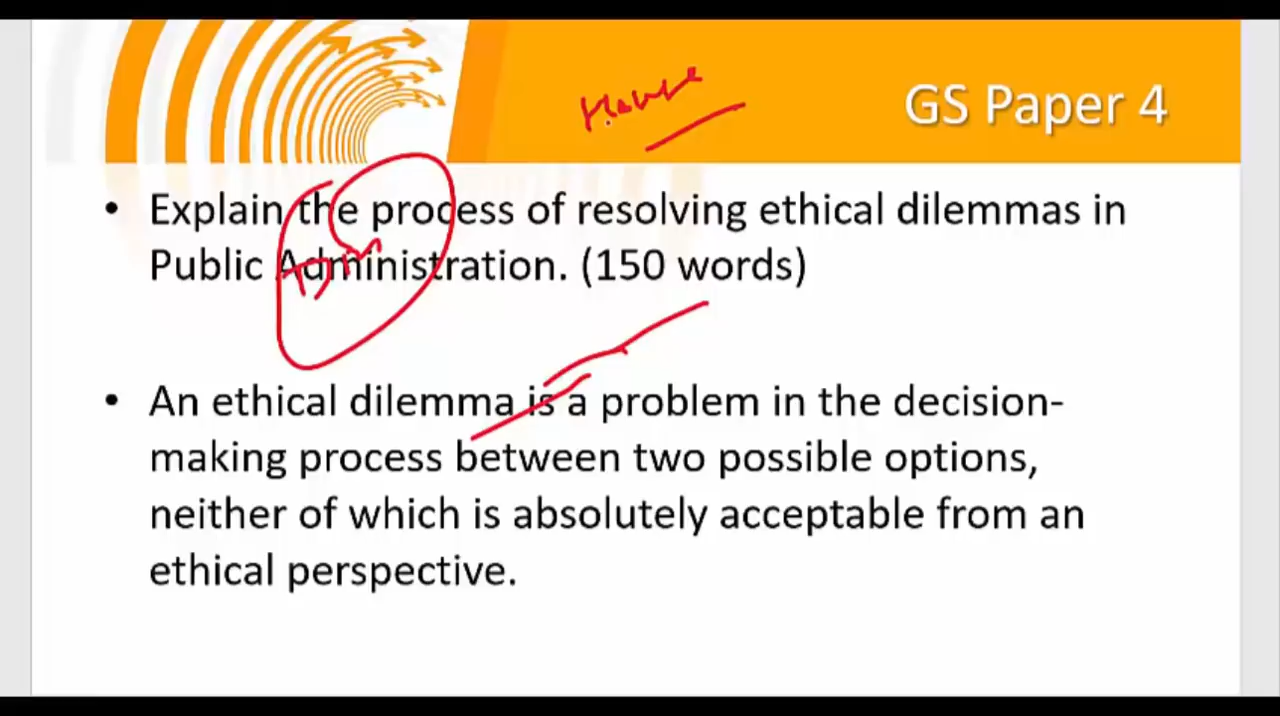 GS Paper 4
• Explain the process of resolving ethical dilemmas in
Public Administration. (150 words)
• An ethical dilemma is a problem in the decision-
making process between two possible options,
neither of which is absolutely acceptable from an
ethical perspective.